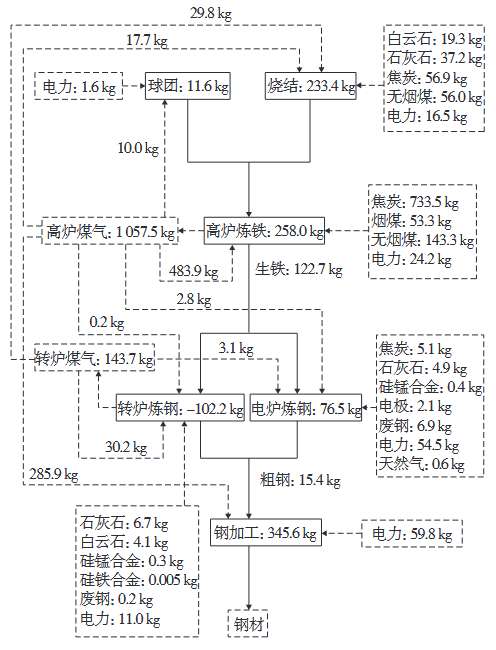 29.8 kg
17.7 kg
白云石: 19.3 kg
石灰石: 37.2 kg
焦炭: 56.9 kg
无烟煤: 56.0 kg
电力: 16.5 kg
电力: 1.6 kg
球团: 11.6 kg
烧结: 233.4 kg
10.0 kg
焦炭: 733.5 kg
烟煤: 53.3 kg
无烟煤: 143.3 kg
电力: 24.2 kg
高炉煤气: 1 057.5 kg
高炉炼铁: 258.0 kg
483.9 kg
生铁: 122.7 kg
2.8 kg
0.2 kg
3.1 kg
转炉煤气: 143.7 kg
焦炭: 5.1 kg
石灰石: 4.9 kg
硅锰合金: 0.4 kg
电极: 2.1 kg
废钢: 6.9 kg
电力: 54.5 kg
天然气: 0.6 kg
转炉炼钢: –102.2 kg
电炉炼钢: 76.5 kg
30.2 kg
285.9 kg
粗钢: 15.4 kg
石灰石: 6.7 kg
白云石: 4.1 kg
硅锰合金: 0.3 kg
硅铁合金: 0.005 kg
废钢: 0.2 kg
电力: 11.0 kg
钢加工: 345.6 kg
电力: 59.8 kg
钢材